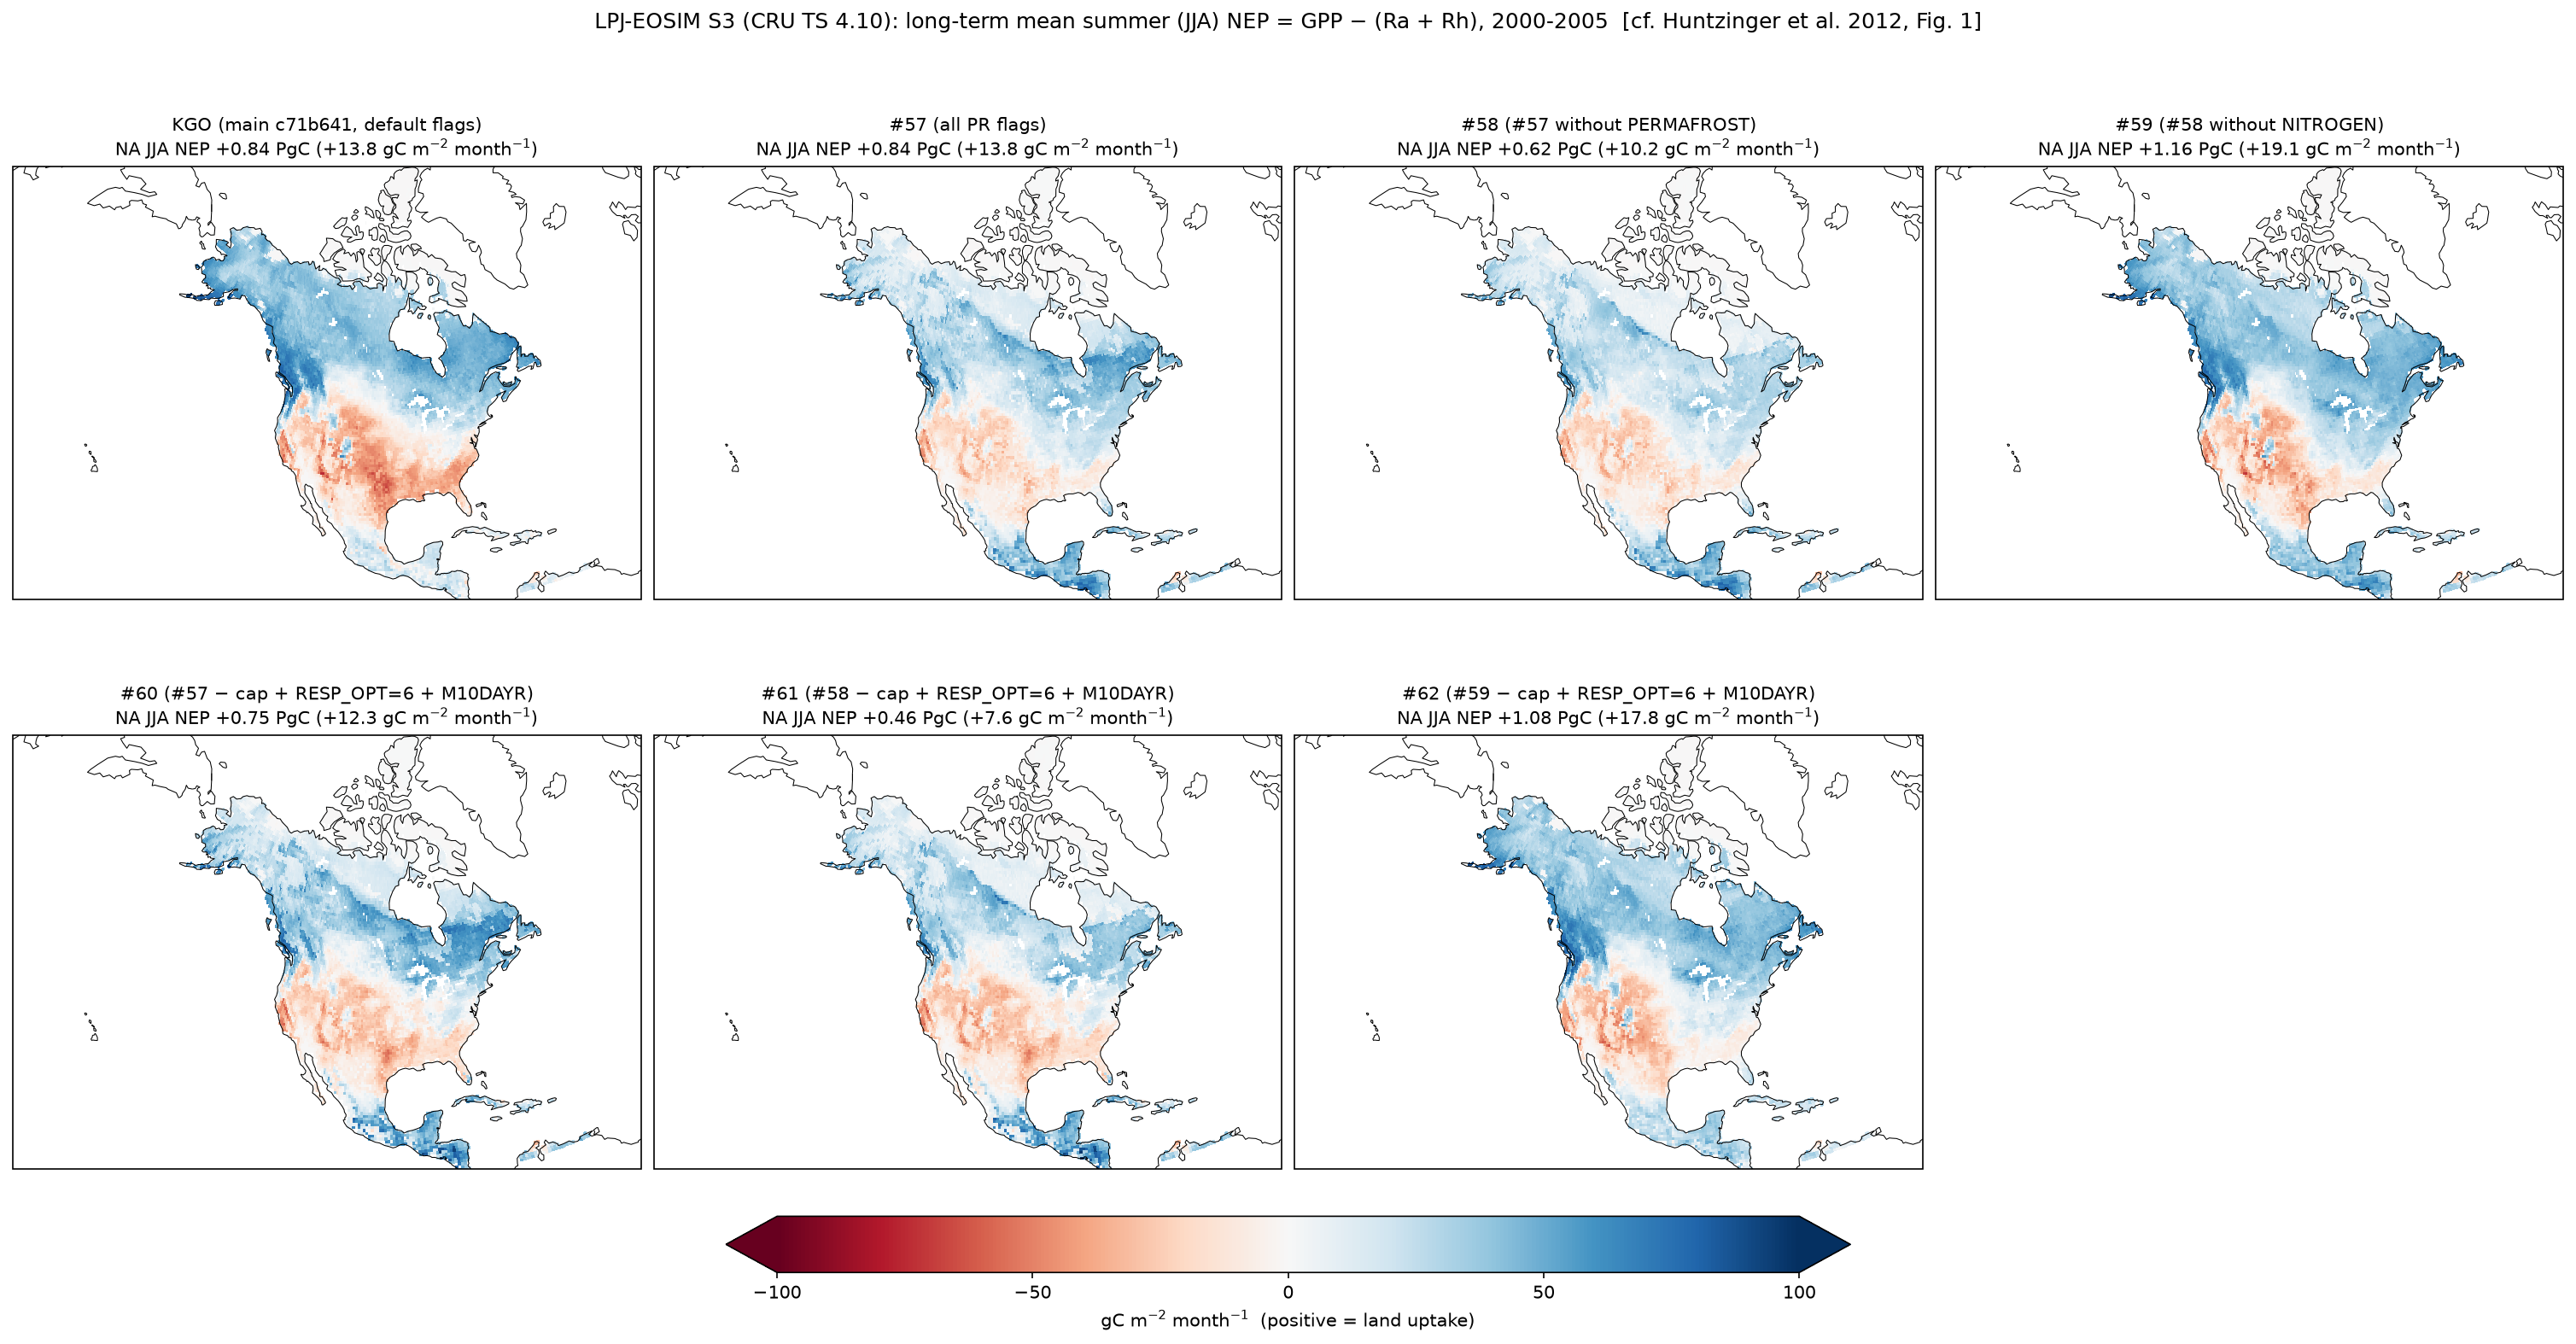 LPJ-EOSIM S3 (CRU TS 4.10): long-term mean summer (JJA) NEP = GPP − (Ra + Rh), 2000-2005 [cf. Huntzinger et al. 2012, Fig. 1]
KGO (main c71b641, default flags)
NA JJA NEP +0.84 PgC (+13.8 gC m⁻² month⁻¹)
#57 (all PR flags)
NA JJA NEP +0.84 PgC (+13.8 gC m⁻² month⁻¹)
#58 (#57 without PERMAFROST)
NA JJA NEP +0.62 PgC (+10.2 gC m⁻² month⁻¹)
#59 (#58 without NITROGEN)
NA JJA NEP +1.16 PgC (+19.1 gC m⁻² month⁻¹)
#60 (#57 − cap + RESP_OPT=6 + M10DAYR)
NA JJA NEP +0.75 PgC (+12.3 gC m⁻² month⁻¹)
#61 (#58 − cap + RESP_OPT=6 + M10DAYR)
NA JJA NEP +0.46 PgC (+7.6 gC m⁻² month⁻¹)
#62 (#59 − cap + RESP_OPT=6 + M10DAYR)
NA JJA NEP +1.08 PgC (+17.8 gC m⁻² month⁻¹)
−100 −50 0 50 100
gC m⁻² month⁻¹ (positive = land uptake)